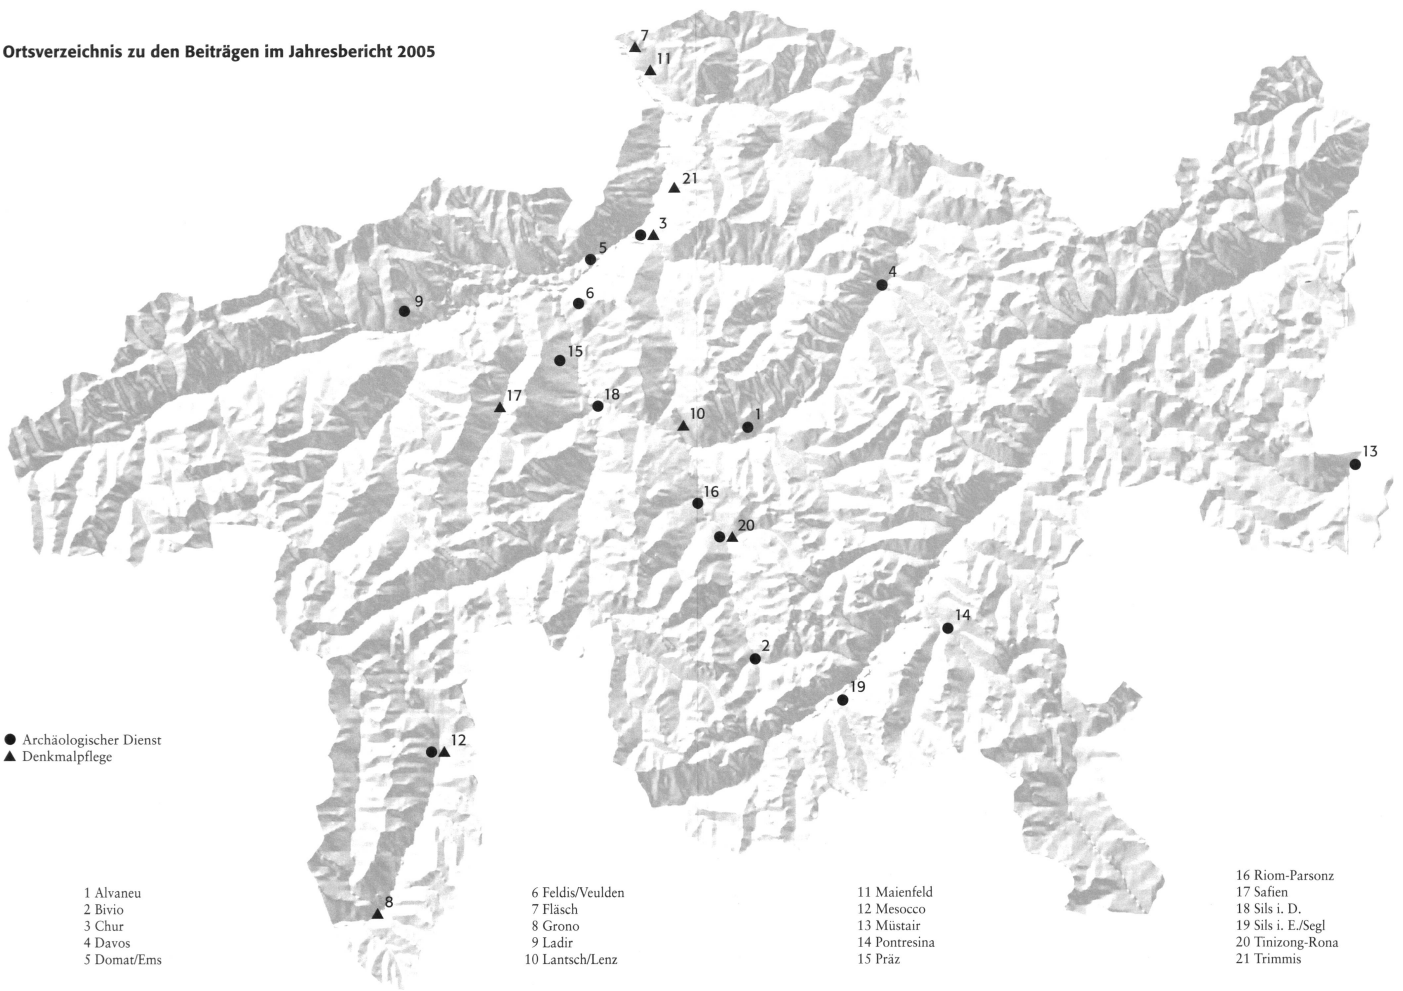 Ortsverzeichnis zu den Beiträgen im Jahresbericht 2005
7
11
21
3
5
4
6
9
15
17
18
10
1
13
16
20
14
2
19
12
8
Archäologischer Dienst
Denkmalpflege
1 Alvaneu
2 Bivio
3 Chur
4 Davos
5 Domat/Ems
6 Feldis/Veulden
7 Fläsch
8 Grono
9 Ladir
10 Lantsch/Lenz
11 Maienfeld
12 Mesocco
13 Müstair
14 Pontresina
15 Präz
16 Riom-Parsonz
17 Safien
18 Sils i. D.
19 Sils i. E./Segl
20 Tinizong-Rona
21 Trimmis